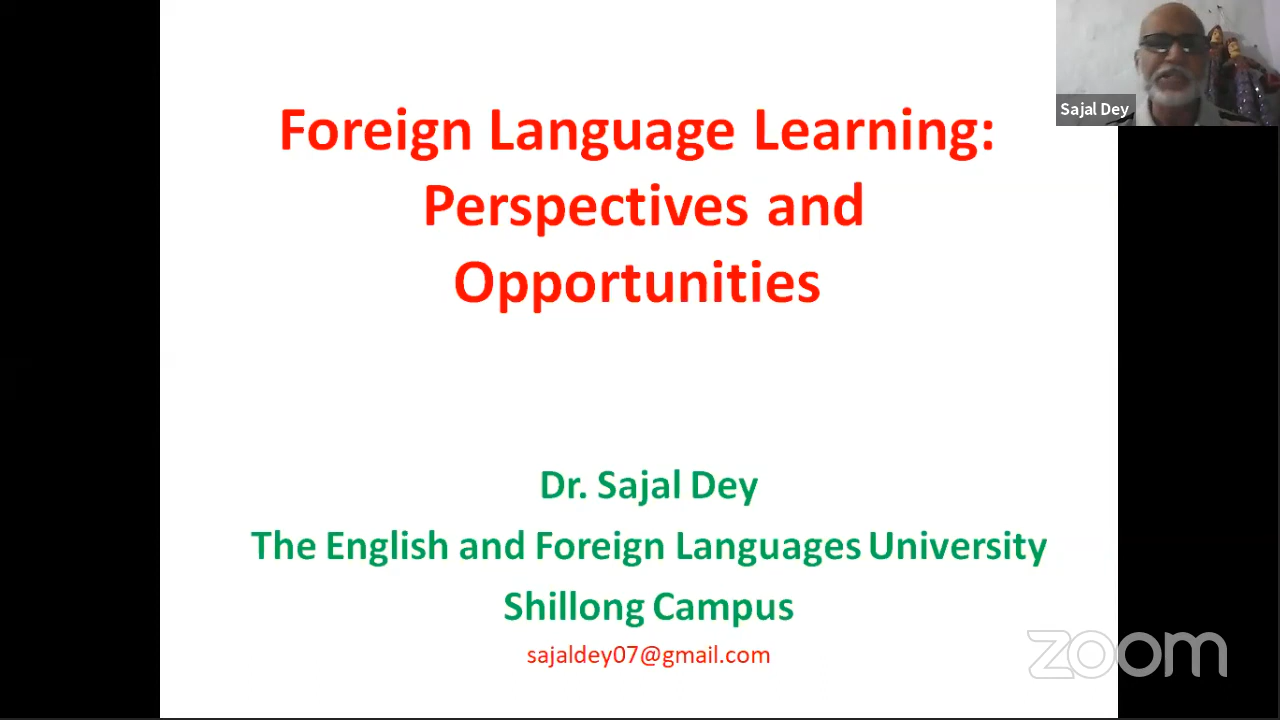 Sajal Dey
Foreign Language Learning:
Perspectives and
Opportunities
Dr. Sajal Dey
The English and Foreign Languages University
Shillong Campus
sajaldey07@gmail.com
zoom